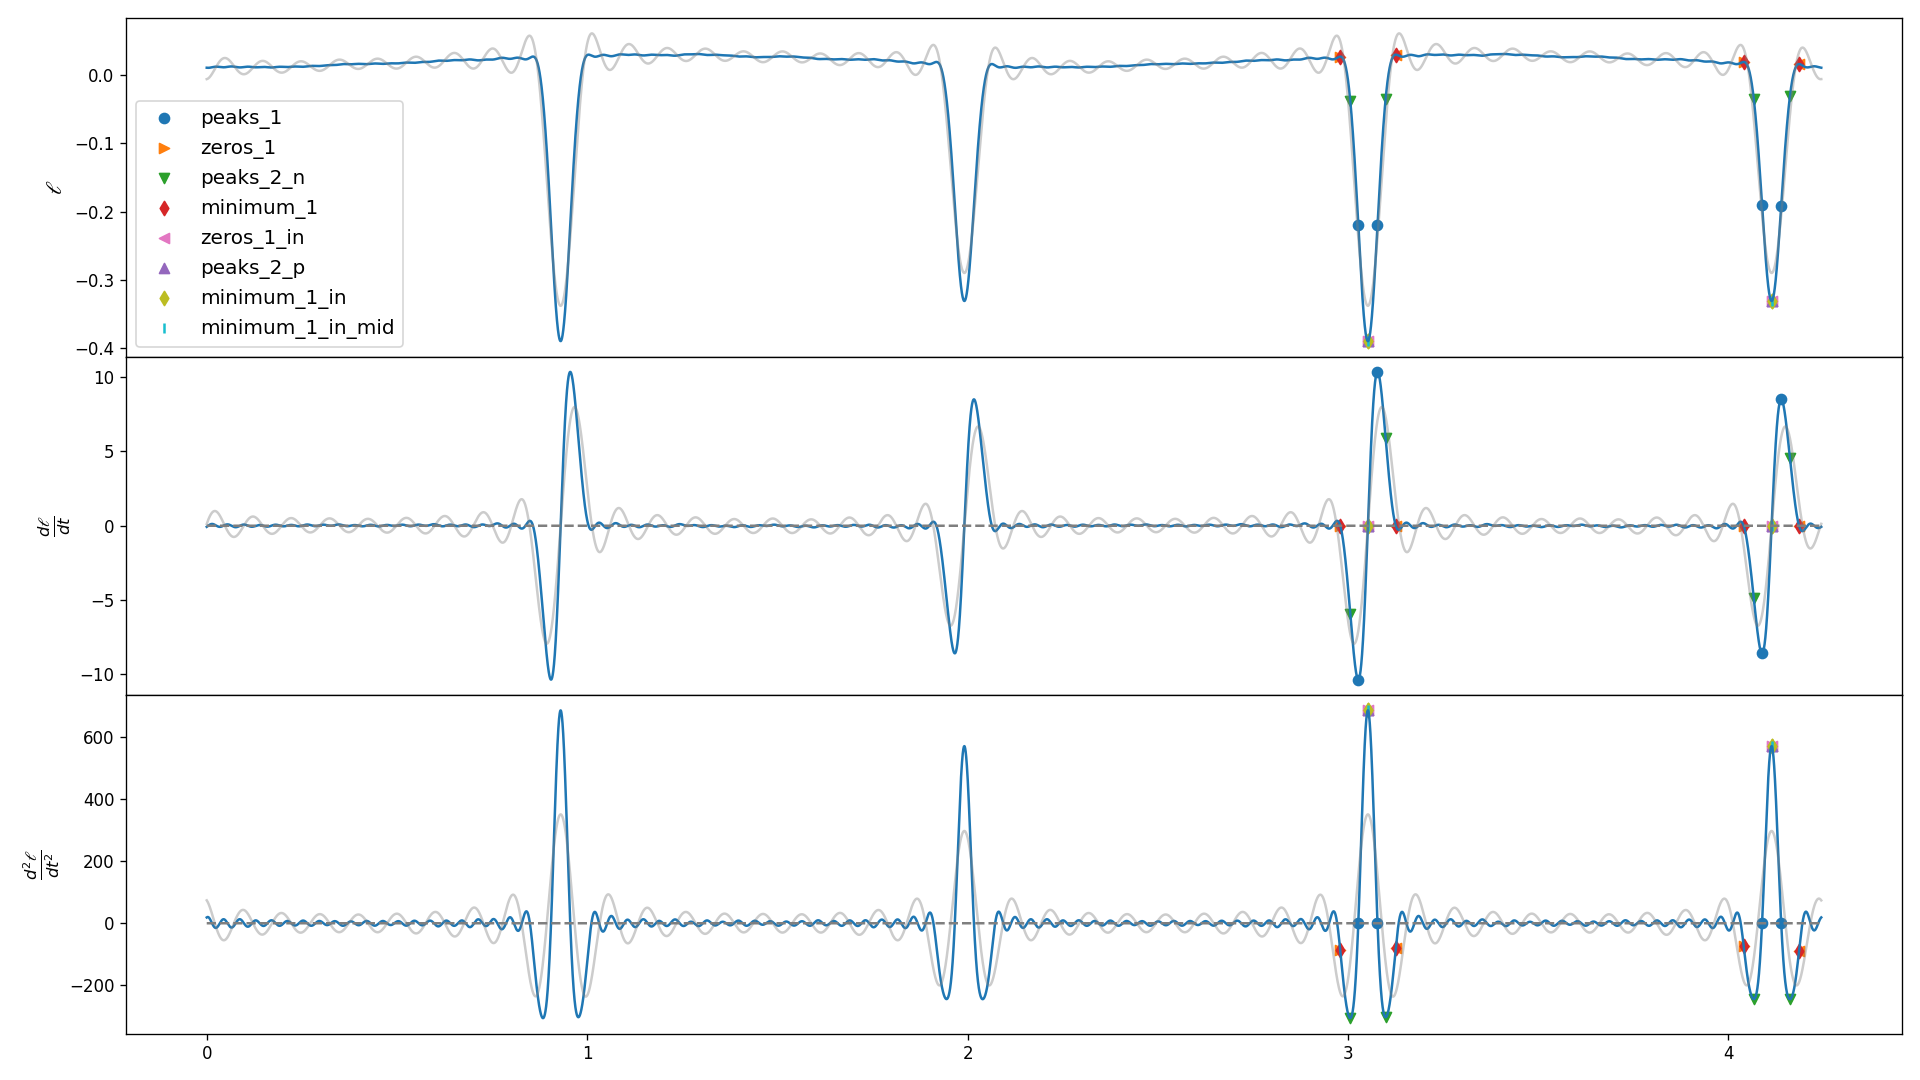 0.0
−0.1
−0.2
−0.3
−0.4
ℓ
peaks_1
zeros_1
peaks_2_n
minimum_1
zeros_1_in
peaks_2_p
minimum_1_in
minimum_1_in_mid
10
5
0
−5
−10
dℓ
dt
600
400
200
0
−200
d²ℓ
dt²
0 1 2 3 4